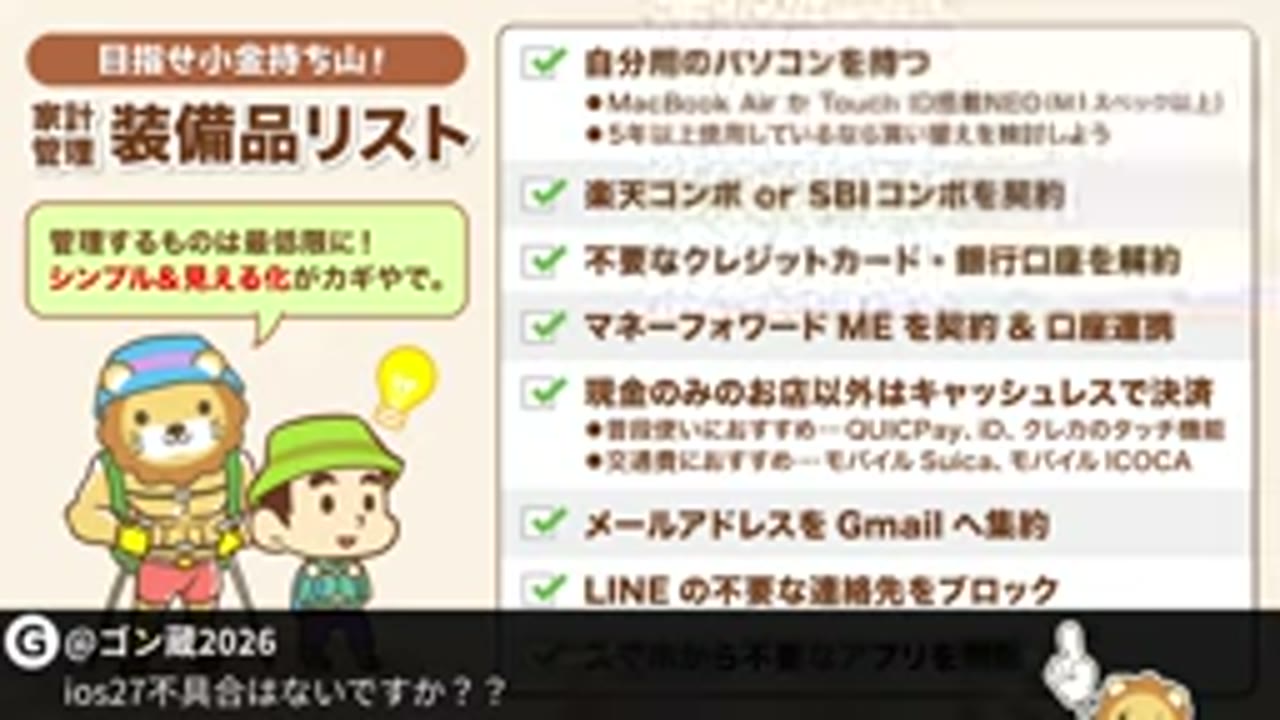 目指せ小金持ち山！
家計管理 装備品リスト
管理するものは最低限に！
シンプル&見える化がカギやで。
自分用のパソコンを持つ
●MacBook Air か Touch ID搭載NEO（M1スペック以上）
●5年以上使用しているなら買い替えを検討しよう
楽天コンボ or SBIコンボを契約
不要なクレジットカード・銀行口座を解約
マネーフォワード ME を契約 & 口座連携
現金のみのお店以外はキャッシュレスで決済
●普段使いにおすすめ…QUICPay、iD、クレカのタッチ機能
●交通費におすすめ…モバイル Suica、モバイル ICOCA
メールアドレスを Gmail へ集約
LINE の不要な連絡先をブロック
スマホから不要なアプリを
G @ゴン蔵2026
ios27不具合はないですか？？